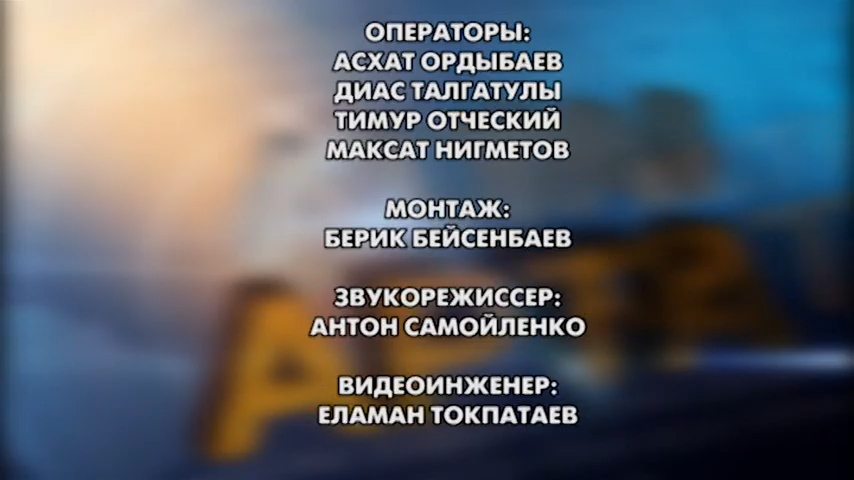 ОПЕРАТОРЫ:
АСХАТ ОРДЫБАЕВ
ДИАС ТАЛГАТУЛЫ
ТИМУР ОТЧЕСКИЙ
МАКСАТ НИГМЕТОВ
МОНТАЖ:
БЕРИК БЕЙСЕНБАЕВ
ЗВУКОРЕЖИССЕР:
АНТОН САМОЙЛЕНКО
ВИДЕОИНЖЕНЕР:
ЕЛАМАН ТОКПАТАЕВ